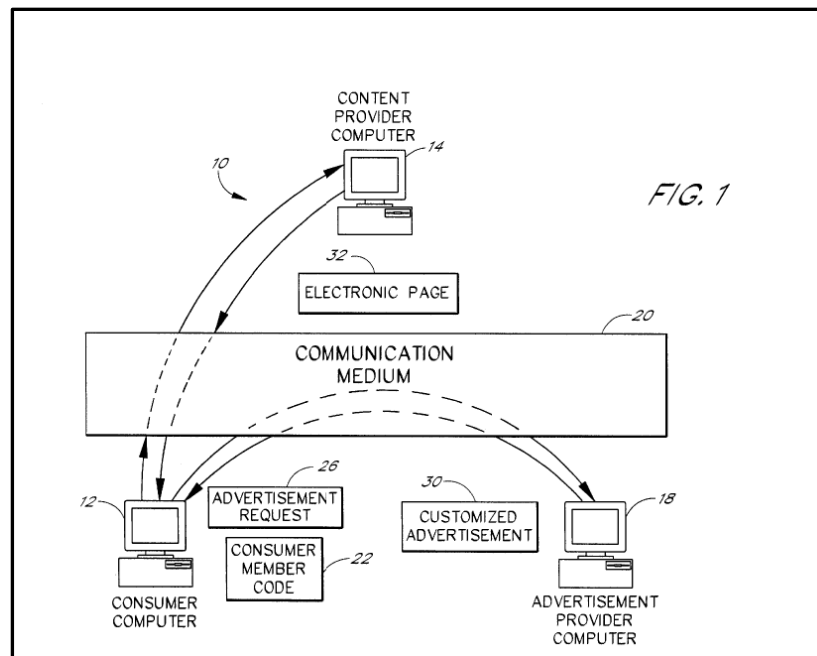 CONTENT
PROVIDER
COMPUTER
14
10
FIG. 1
32
ELECTRONIC PAGE
20
COMMUNICATION
MEDIUM
12
26
ADVERTISEMENT
REQUEST
30
CUSTOMIZED
ADVERTISEMENT
18
CONSUMER
MEMBER
CODE
22
CONSUMER
COMPUTER
ADVERTISEMENT
PROVIDER
COMPUTER